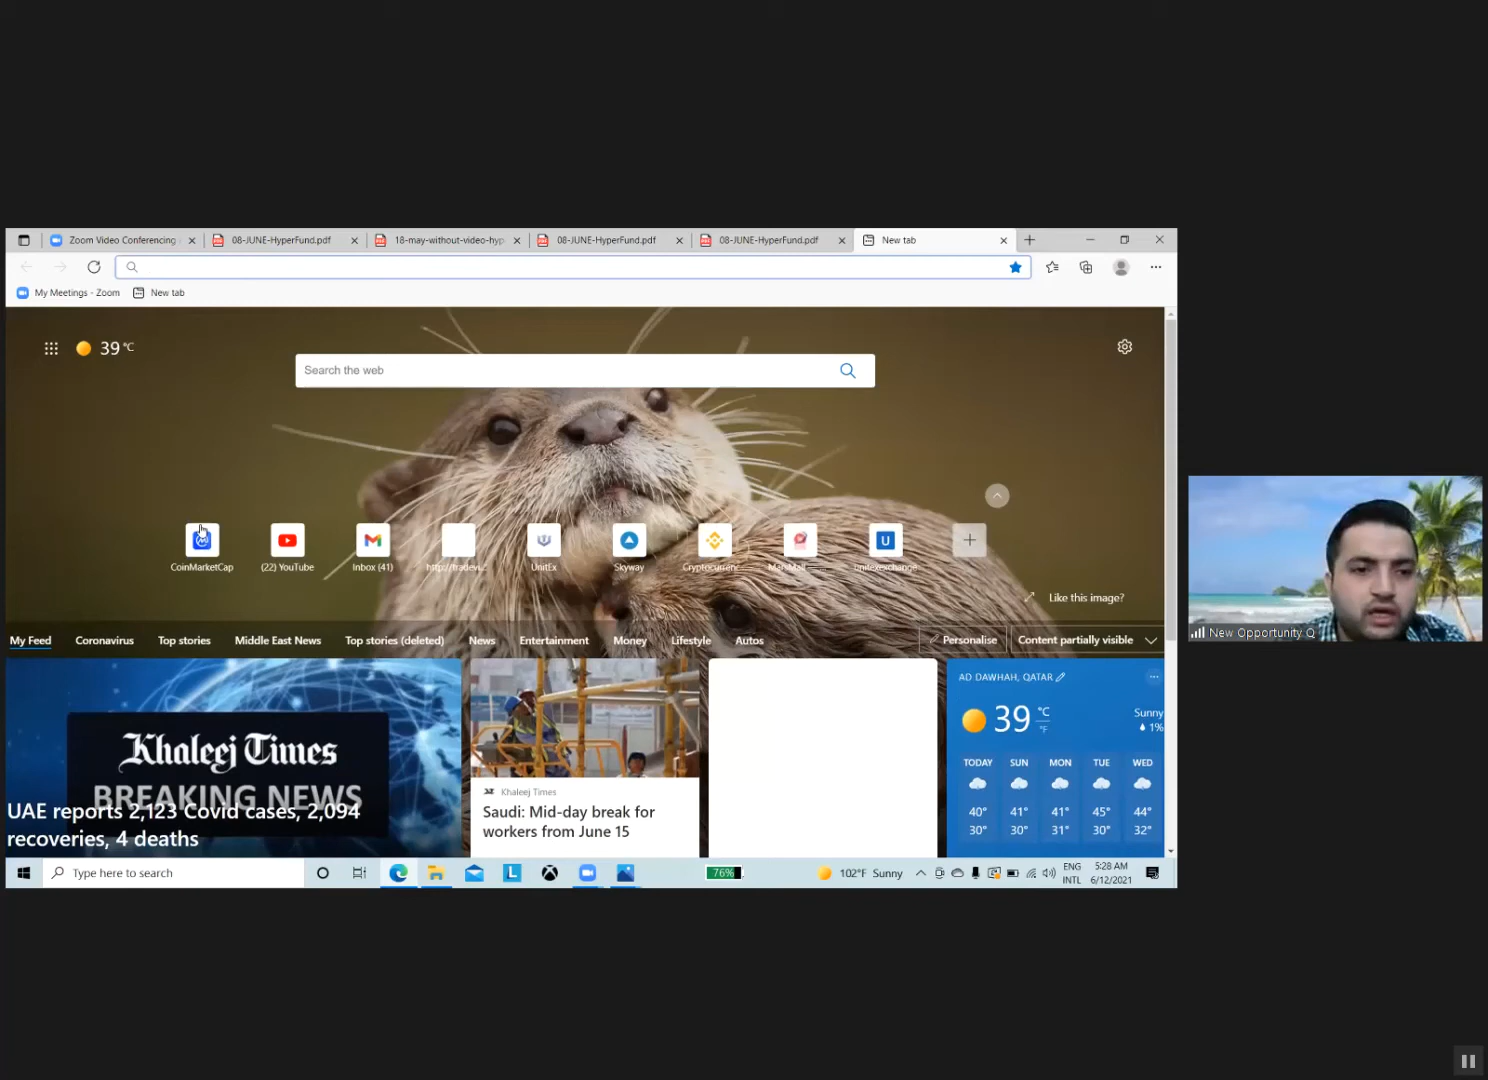 Zoom Video Conferencing
08-JUNE-HyperFund.pdf
18-may-without-video-hyp
08-JUNE-HyperFund.pdf
08-JUNE-HyperFund.pdf
New tab
My Meetings - Zoom
New tab
39 °C
Search the web
CoinMarketCap
(22) YouTube
Inbox (41)
http://tradevi...
UnitEx
Skyway
Cryptocurrenc...
MarsMall
unitexexchange
Like this image?
My Feed
Coronavirus
Top stories
Middle East News
Top stories (deleted)
News
Entertainment
Money
Lifestyle
Autos
Personalise
Content partially visible
Khaleej Times
BREAKING NEWS
UAE reports 2,123 Covid cases, 2,094
recoveries, 4 deaths
Khaleej Times
Saudi: Mid-day break for
workers from June 15
AD DAWHAH, QATAR
39 °C
°F
Sunny
1%
TODAY SUN MON TUE WED
40° 41° 41° 45° 44°
30° 30° 31° 30° 32°
New Opportunity Q
Type here to search
L
76%
102°F Sunny
ENG
INTL
5:28 AM
6/12/2021